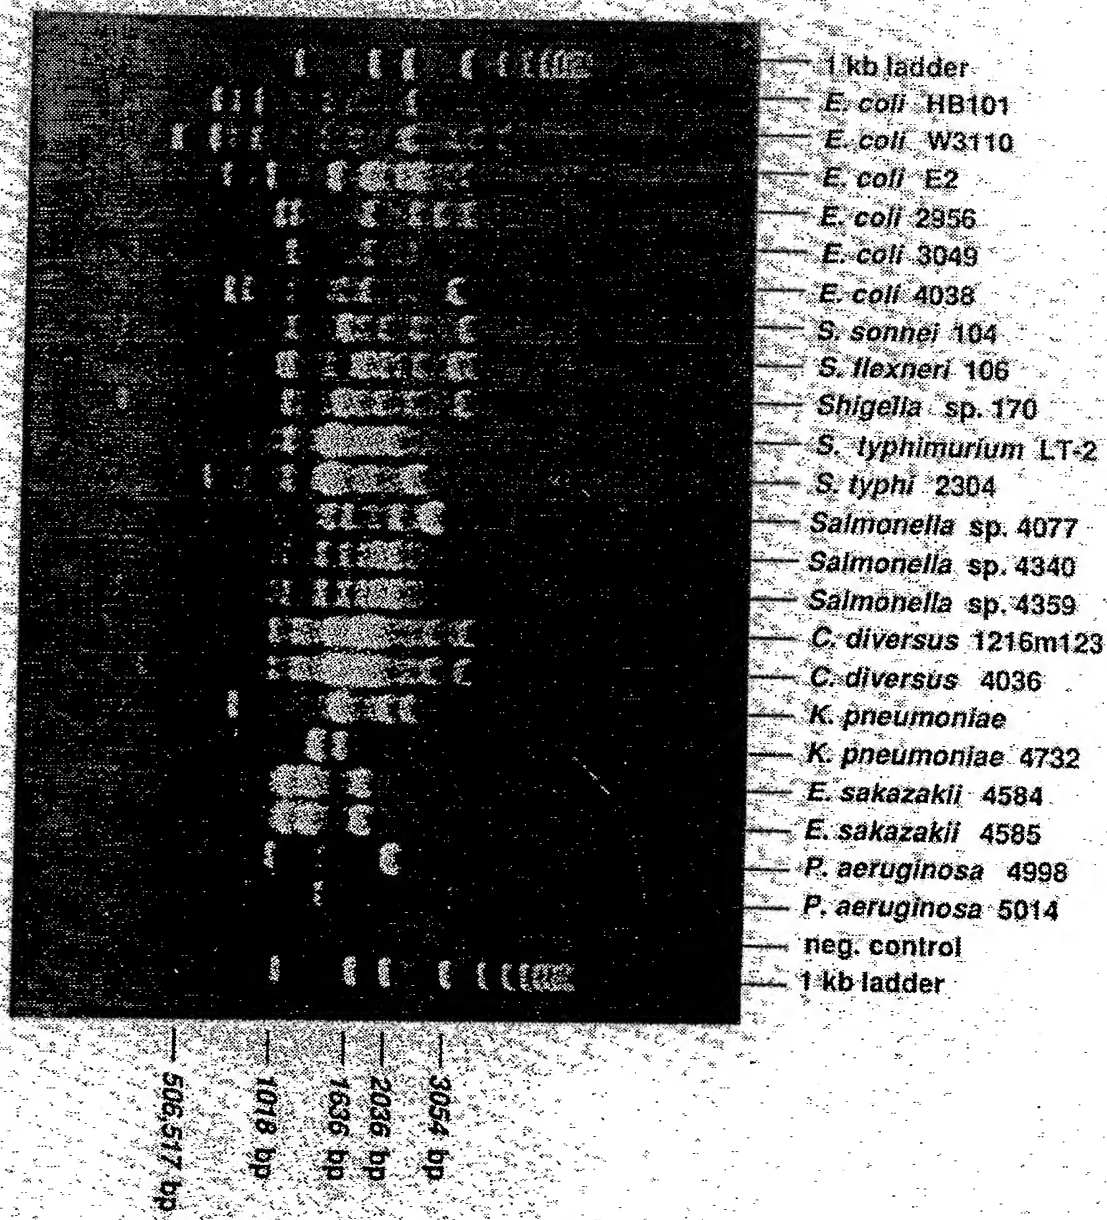 1 kb ladder
E. coli HB101
E. coli W3110
E. coli E2
E. coli 2956
E. coli 3049
E. coli 4038
S. sonnei 104
S. flexneri 106
Shigella sp. 170
S. typhimurium LT-2
S. typhi 2304
Salmonella sp. 4077
Salmonella sp. 4340
Salmonella sp. 4359
C. diversus 1216m123
C. diversus 4036
K. pneumoniae
K. pneumoniae 4732
E. sakazakii 4584
E. sakazakii 4585
P. aeruginosa 4998
P. aeruginosa 5014
neg. control
1 kb ladder
506,517 bp
1018 bp
1636 bp
2036 bp
3054 bp